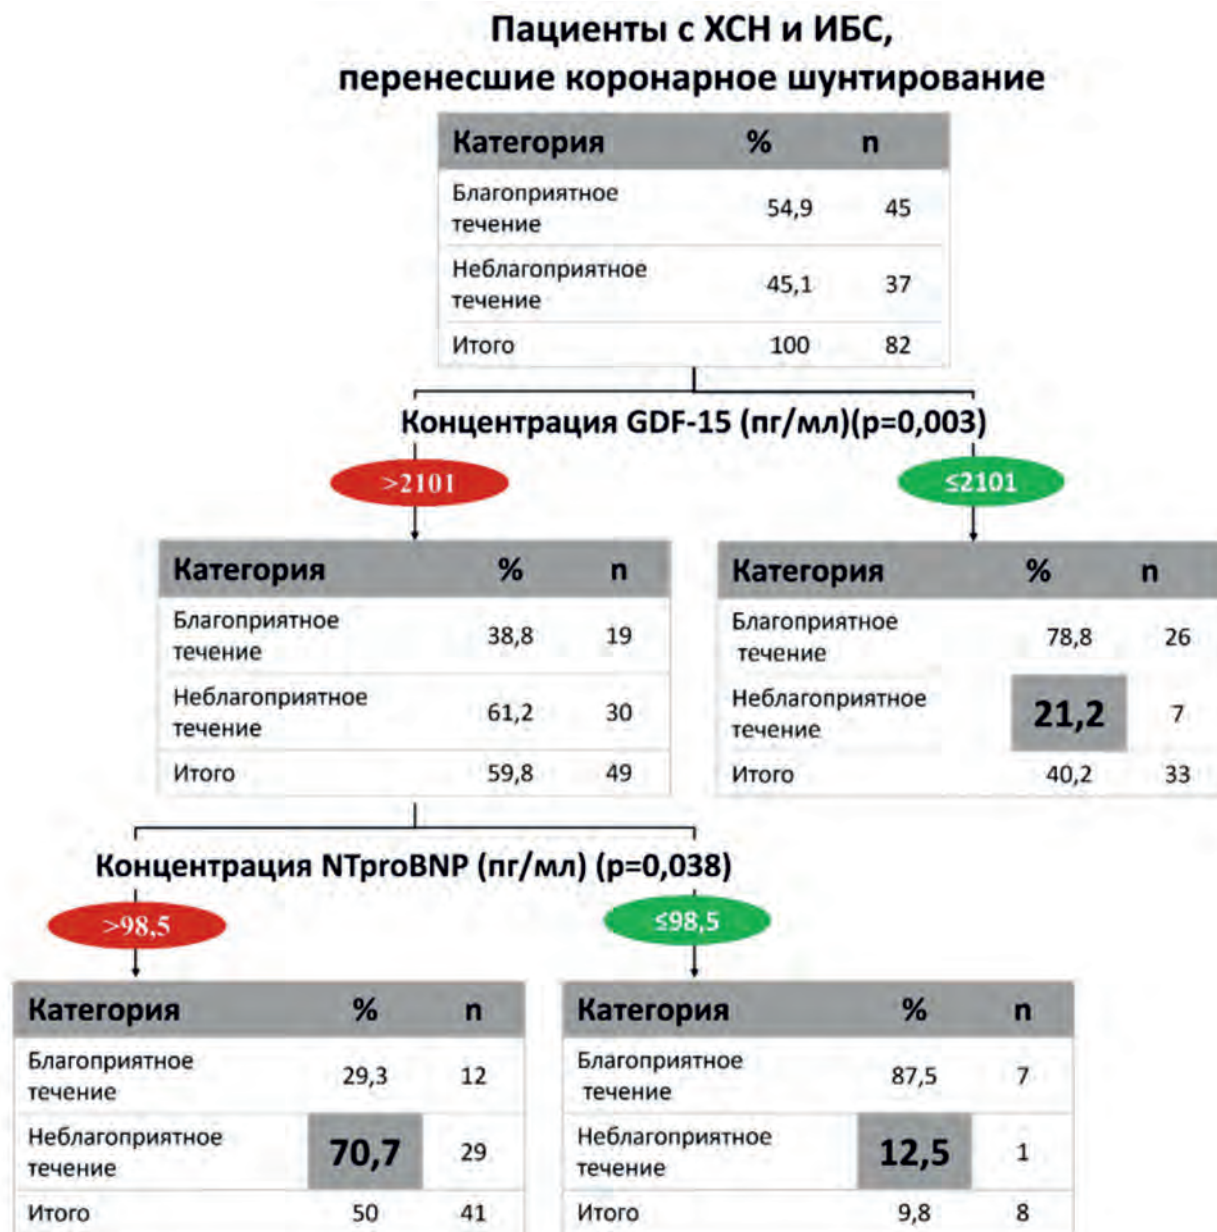 Пациенты с ХСН и ИБС,
перенесшие коронарное шунтирование
Категория % n
Благоприятное
течение 54,9 45
Неблагоприятное
течение 45,1 37
Итого 100 82
Концентрация GDF-15 (пг/мл)(p=0,003)
>2101
≤2101
Категория % n
Благоприятное
течение 38,8 19
Неблагоприятное
течение 61,2 30
Итого 59,8 49
Категория % n
Благоприятное
течение 78,8 26
Неблагоприятное
течение 21,2 7
Итого 40,2 33
Концентрация NTproBNP (пг/мл) (p=0,038)
>98,5
≤98,5
Категория % n
Благоприятное
течение 29,3 12
Неблагоприятное
течение 70,7 29
Итого 50 41
Категория % n
Благоприятное
течение 87,5 7
Неблагоприятное
течение 12,5 1
Итого 9,8 8